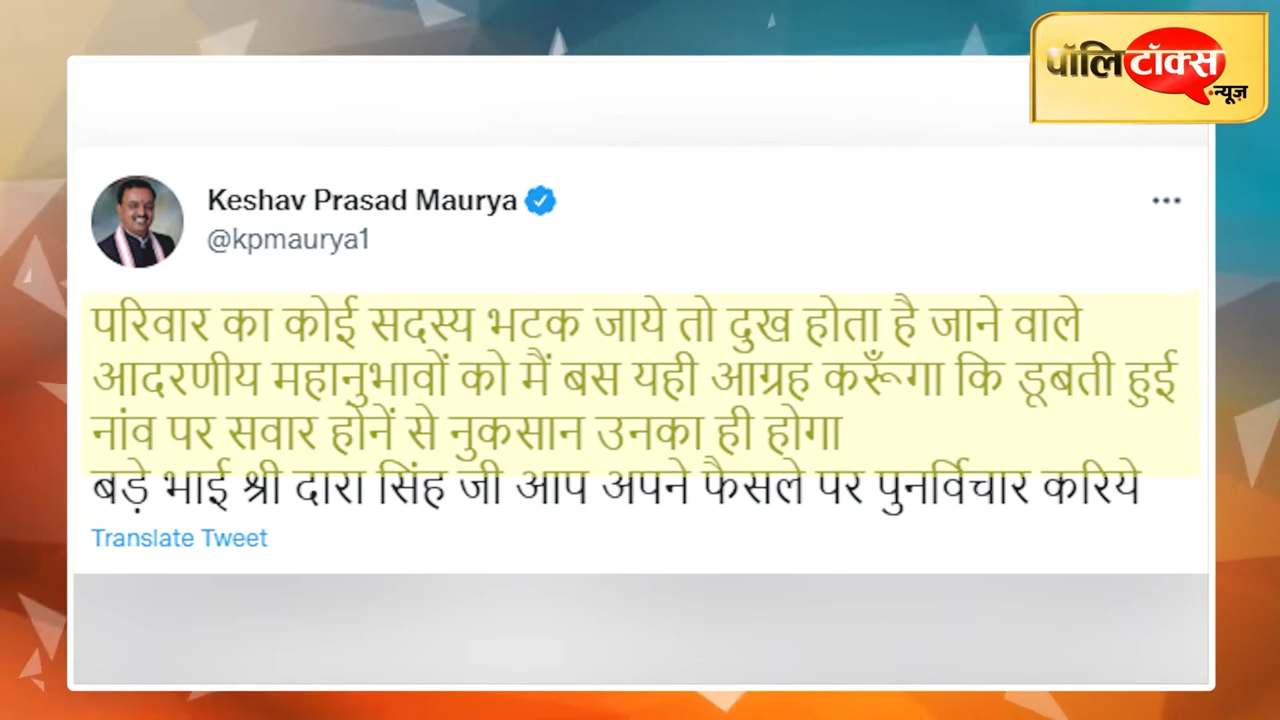 पॉलिटॉक्स
न्यूज़
Keshav Prasad Maurya
@kpmaurya1
परिवार का कोई सदस्य भटक जाये तो दुख होता है जाने वाले
आदरणीय महानुभावों को मैं बस यही आग्रह करूँगा कि डूबती हुई
नांव पर सवार होनें से नुकसान उनका ही होगा
बड़े भाई श्री दारा सिंह जी आप अपने फैसले पर पुनर्विचार करिये
Translate Tweet